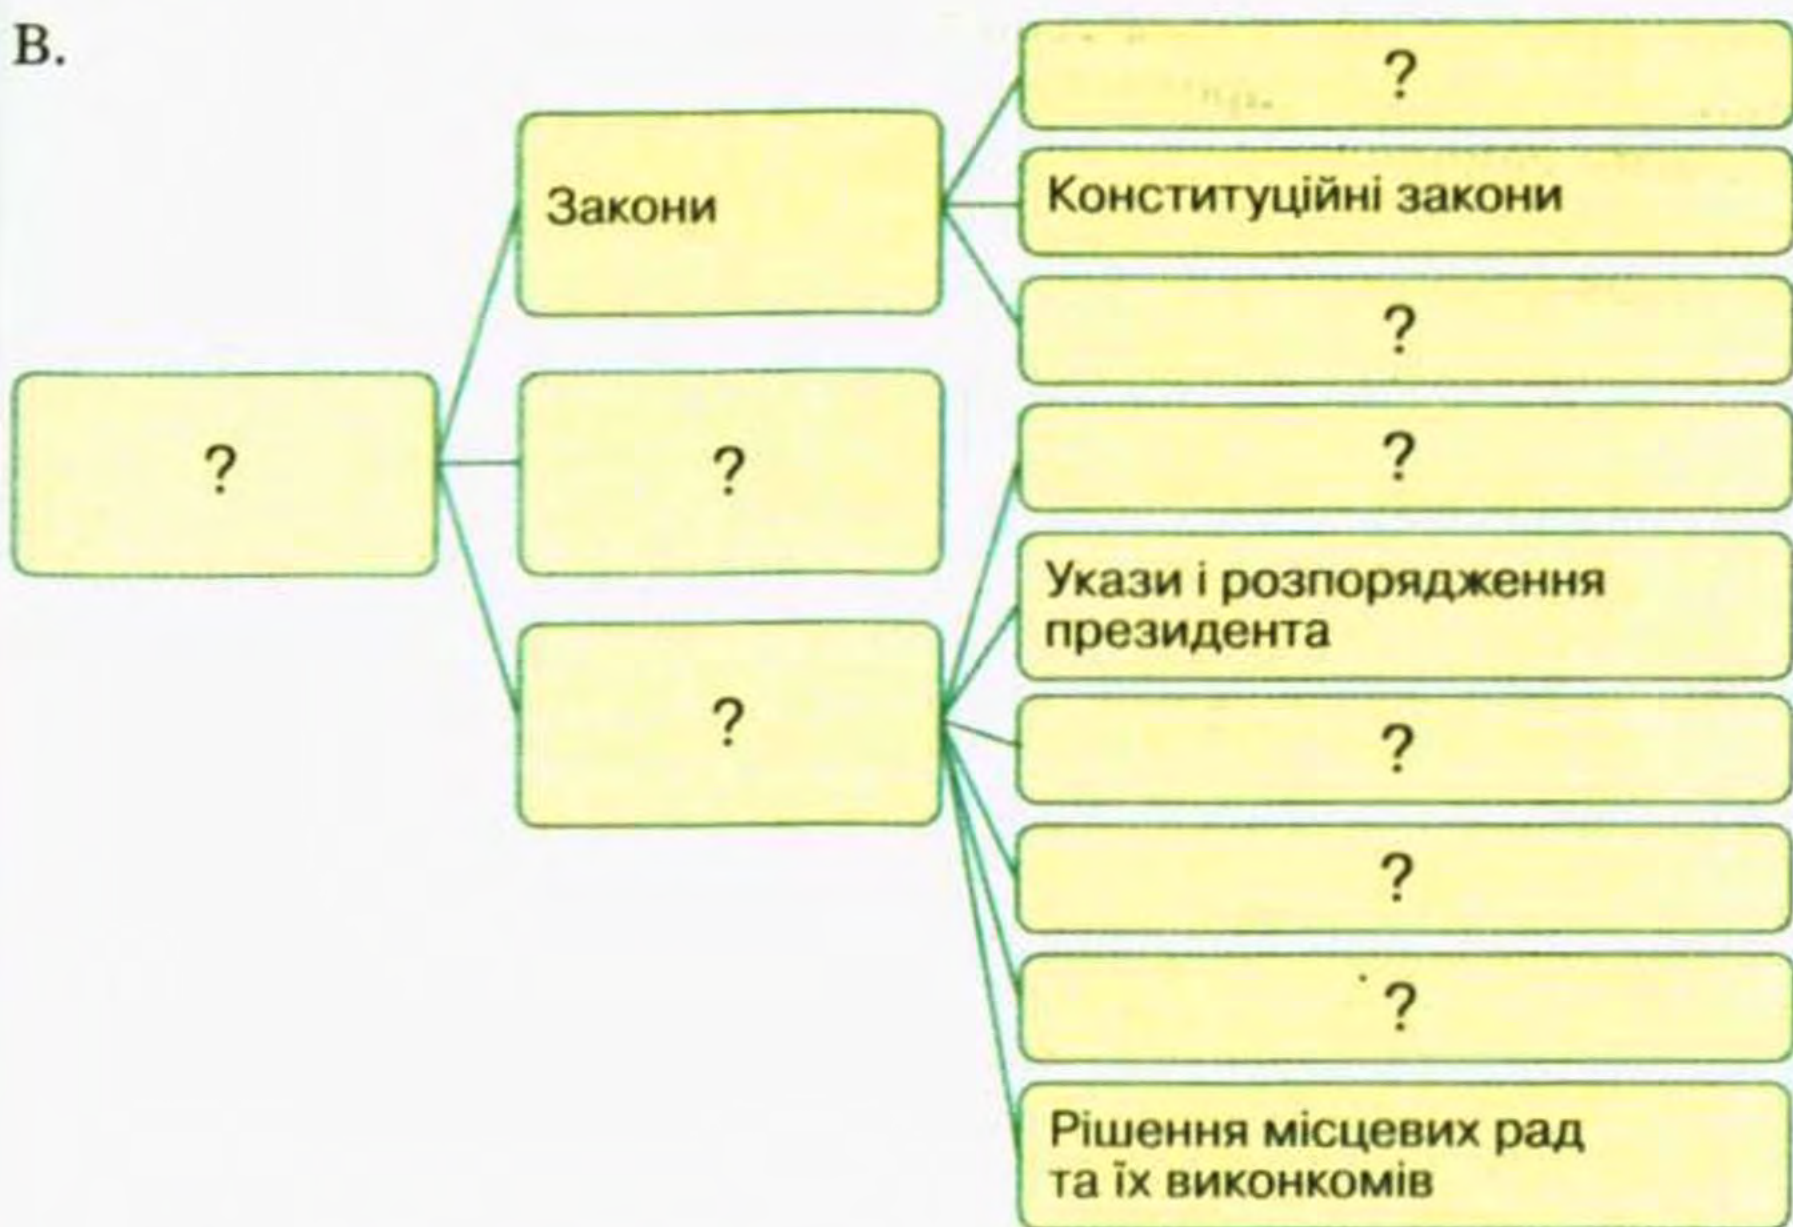 В.
?
Закони
Конституційні закони
?
?
?
?
Укази і розпорядження
президента
?
?
?
?
Рішення місцевих рад
та їх виконкомів